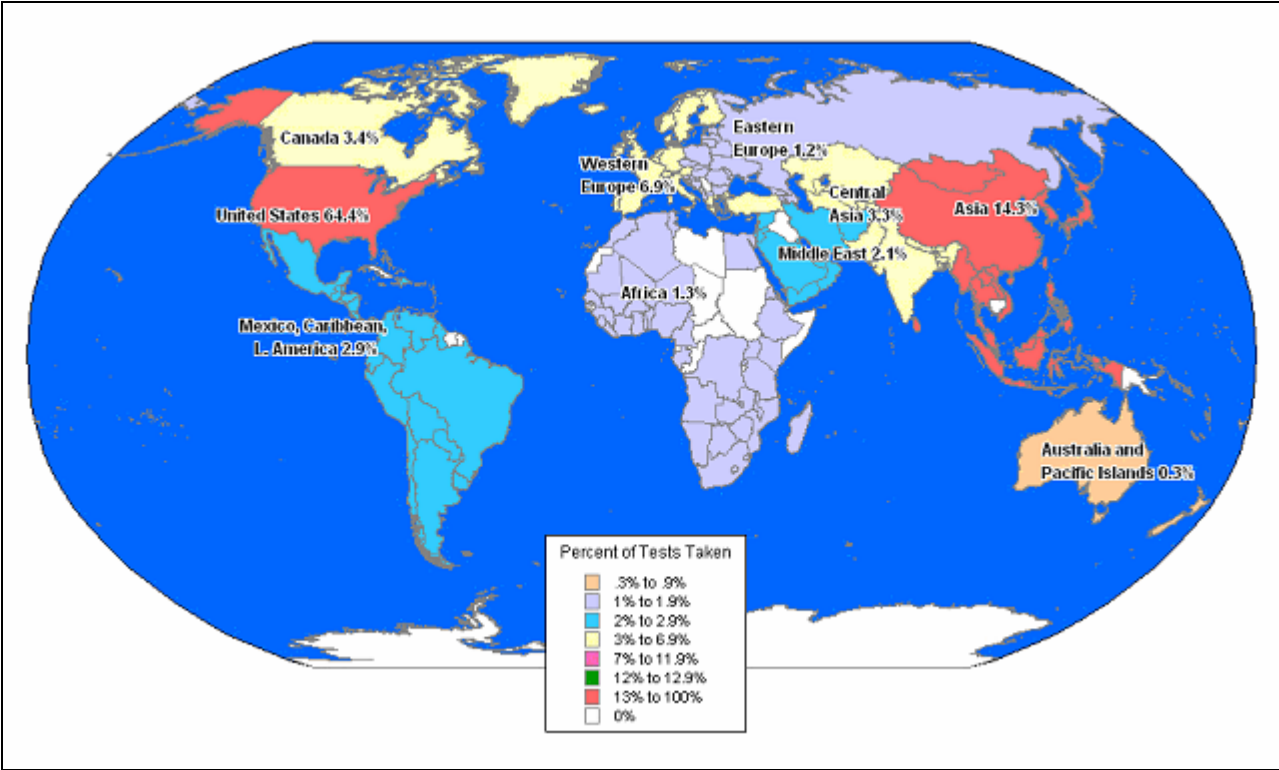 Canada 3.4%
United States 64.4%
Mexico, Caribbean,
L. America 2.9%
Western
Europe 6.9%
Eastern
Europe 1.2%
Central
Asia 3.3%
Asia 14.3%
Middle East 2.1%
Africa 1.3%
Australia and
Pacific Islands 0.3%
Percent of Tests Taken
.3% to .9%
1% to 1.9%
2% to 2.9%
3% to 6.9%
7% to 11.9%
12% to 12.9%
13% to 100%
0%